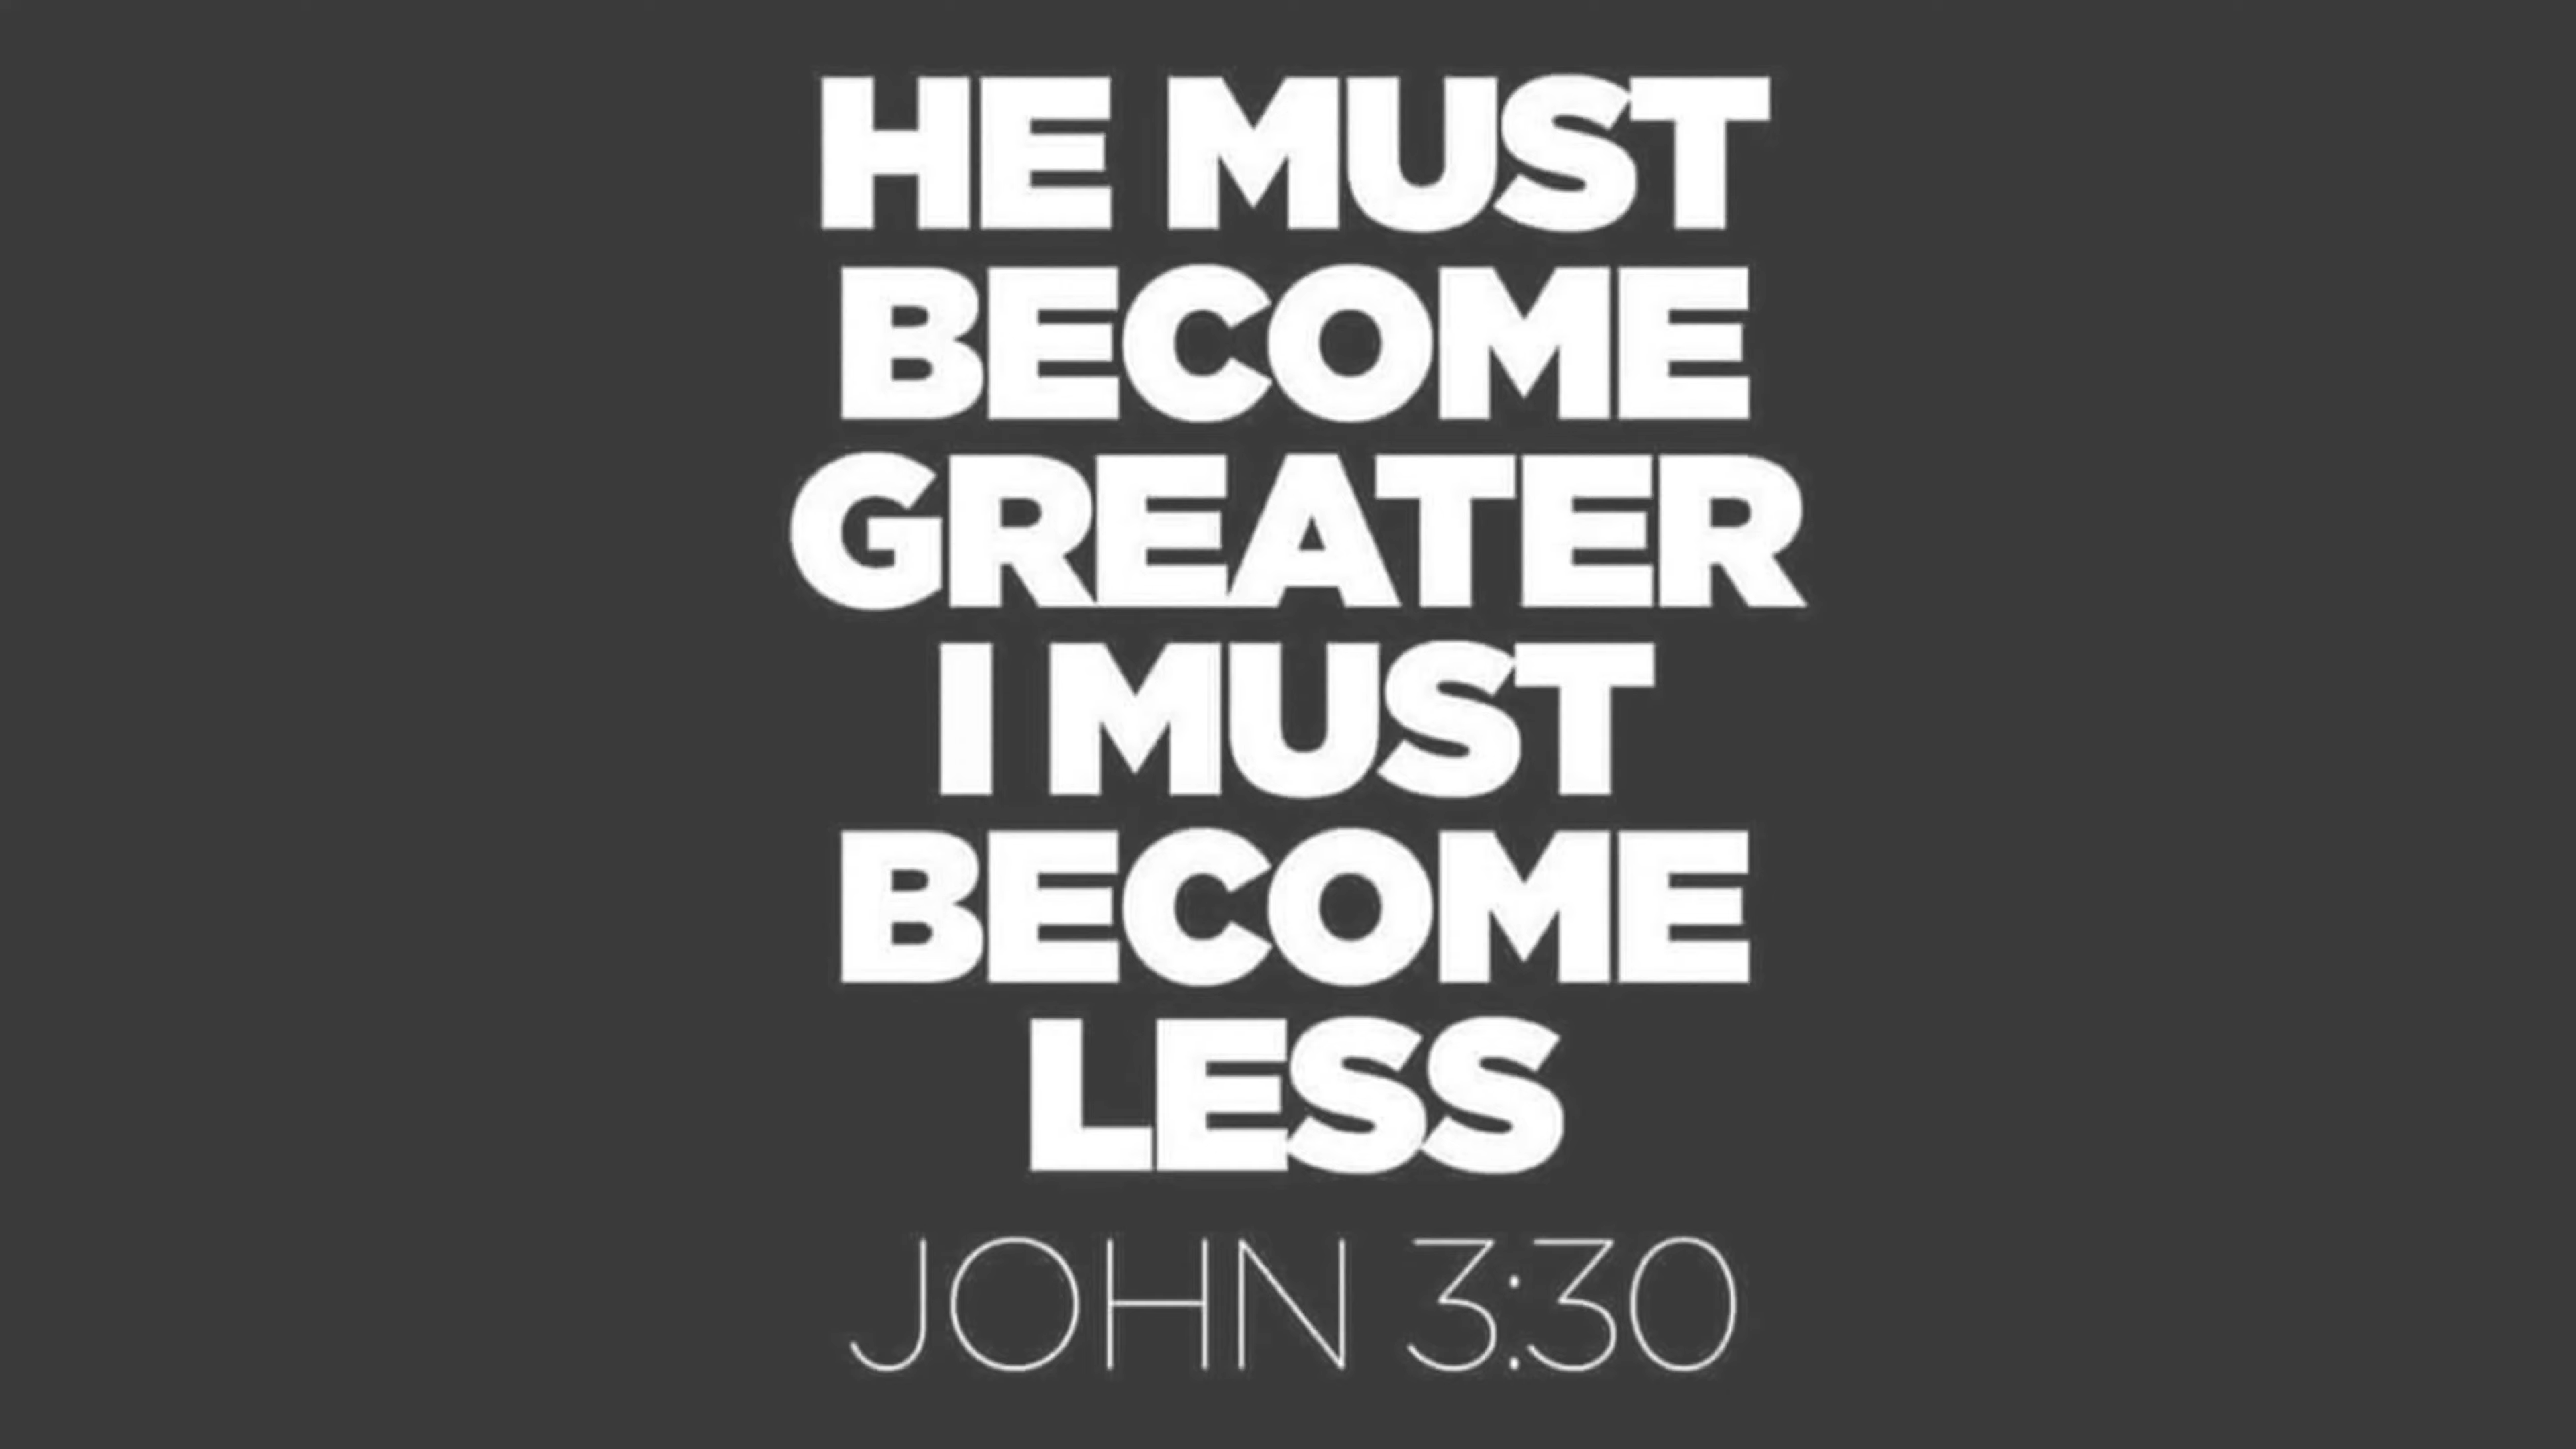 HE MUST
BECOME
GREATER
I MUST
BECOME
LESS
JOHN 3:30